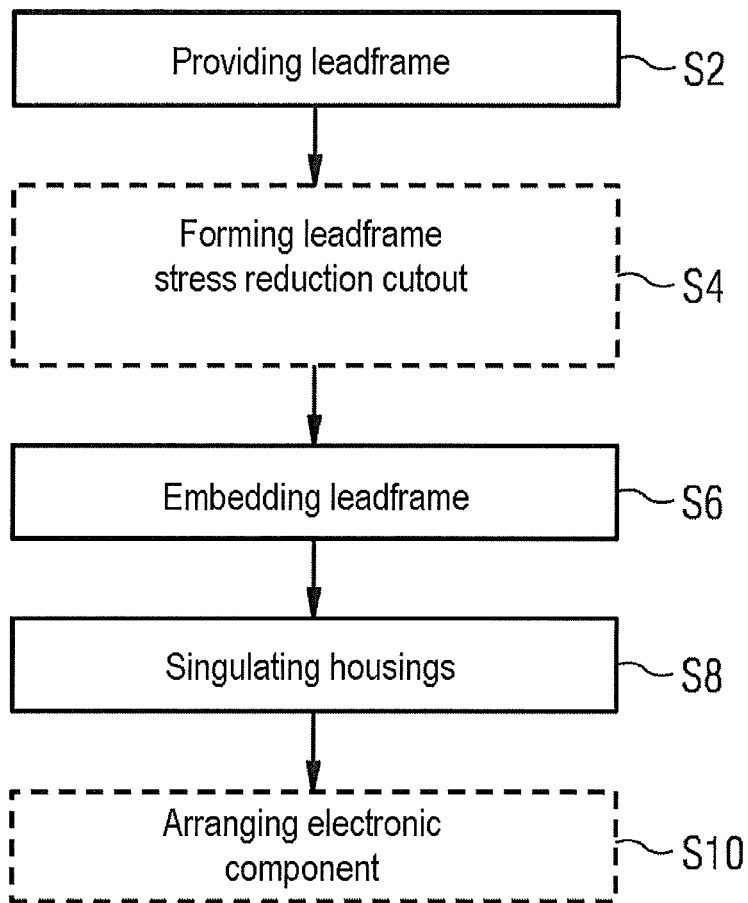 Providing leadframe
S2
Forming leadframe
stress reduction cutout
S4
Embedding leadframe
S6
Singulating housings
S8
Arranging electronic
component
S10